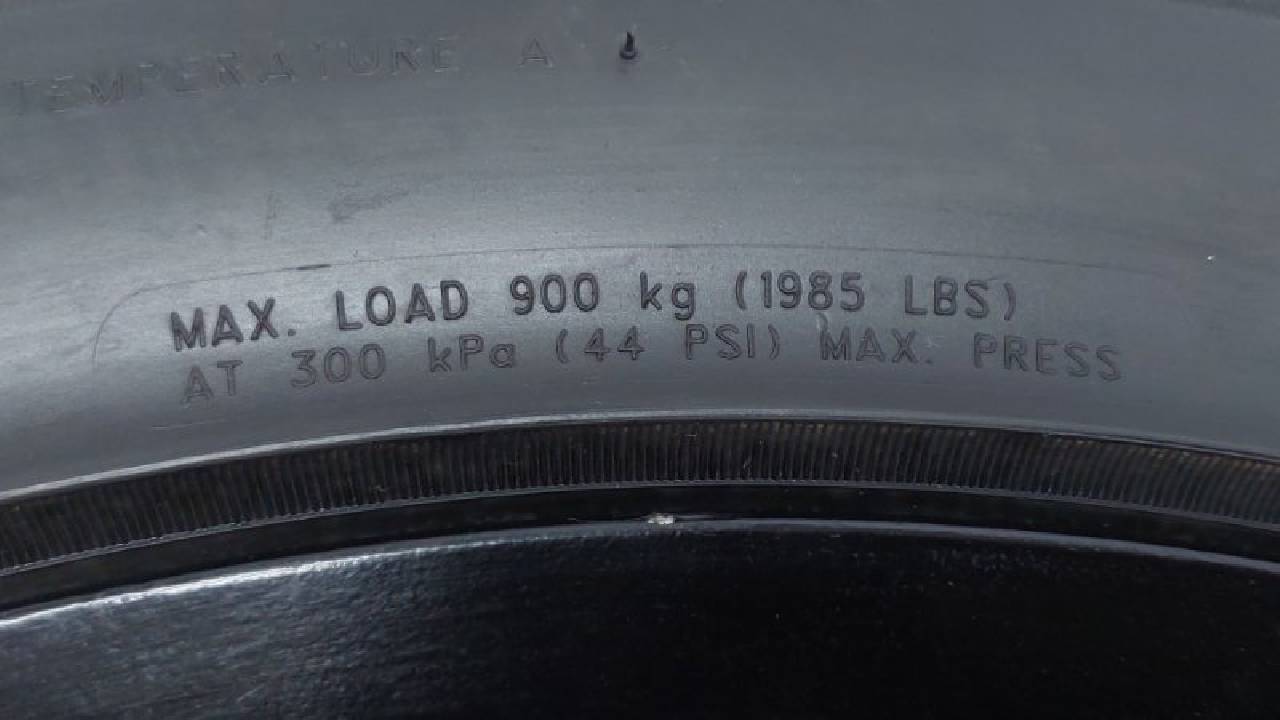 TEMPERATURE A
MAX. LOAD 900 kg (1985 LBS)
AT 300 kPa (44 PSI) MAX. PRESS